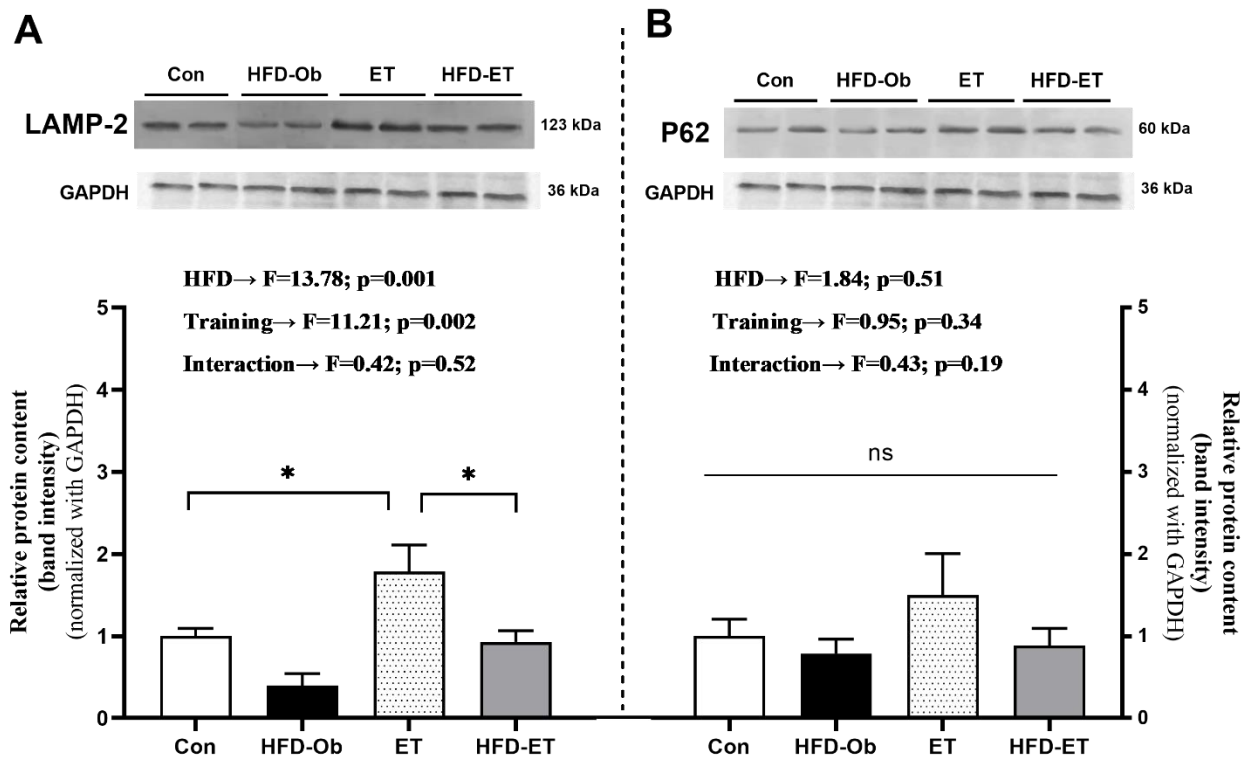 A
Con HFD-Ob ET HFD-ET
LAMP-2 123 kDa
GAPDH 36 kDa
HFD→ F=13.78; p=0.001
Training→ F=11.21; p=0.002
Interaction→ F=0.42; p=0.52
Relative protein content
(band intensity)
(normalized with GAPDH)
5
4
3
2
1
0
*
*
Con HFD-Ob ET HFD-ET
B
Con HFD-Ob ET HFD-ET
P62 60 kDa
GAPDH 36 kDa
HFD→ F=1.84; p=0.51
Training→ F=0.95; p=0.34
Interaction→ F=0.43; p=0.19
ns
5
4
3
2
1
0
Relative protein content
(band intensity)
(normalized with GAPDH)
Con HFD-Ob ET HFD-ET